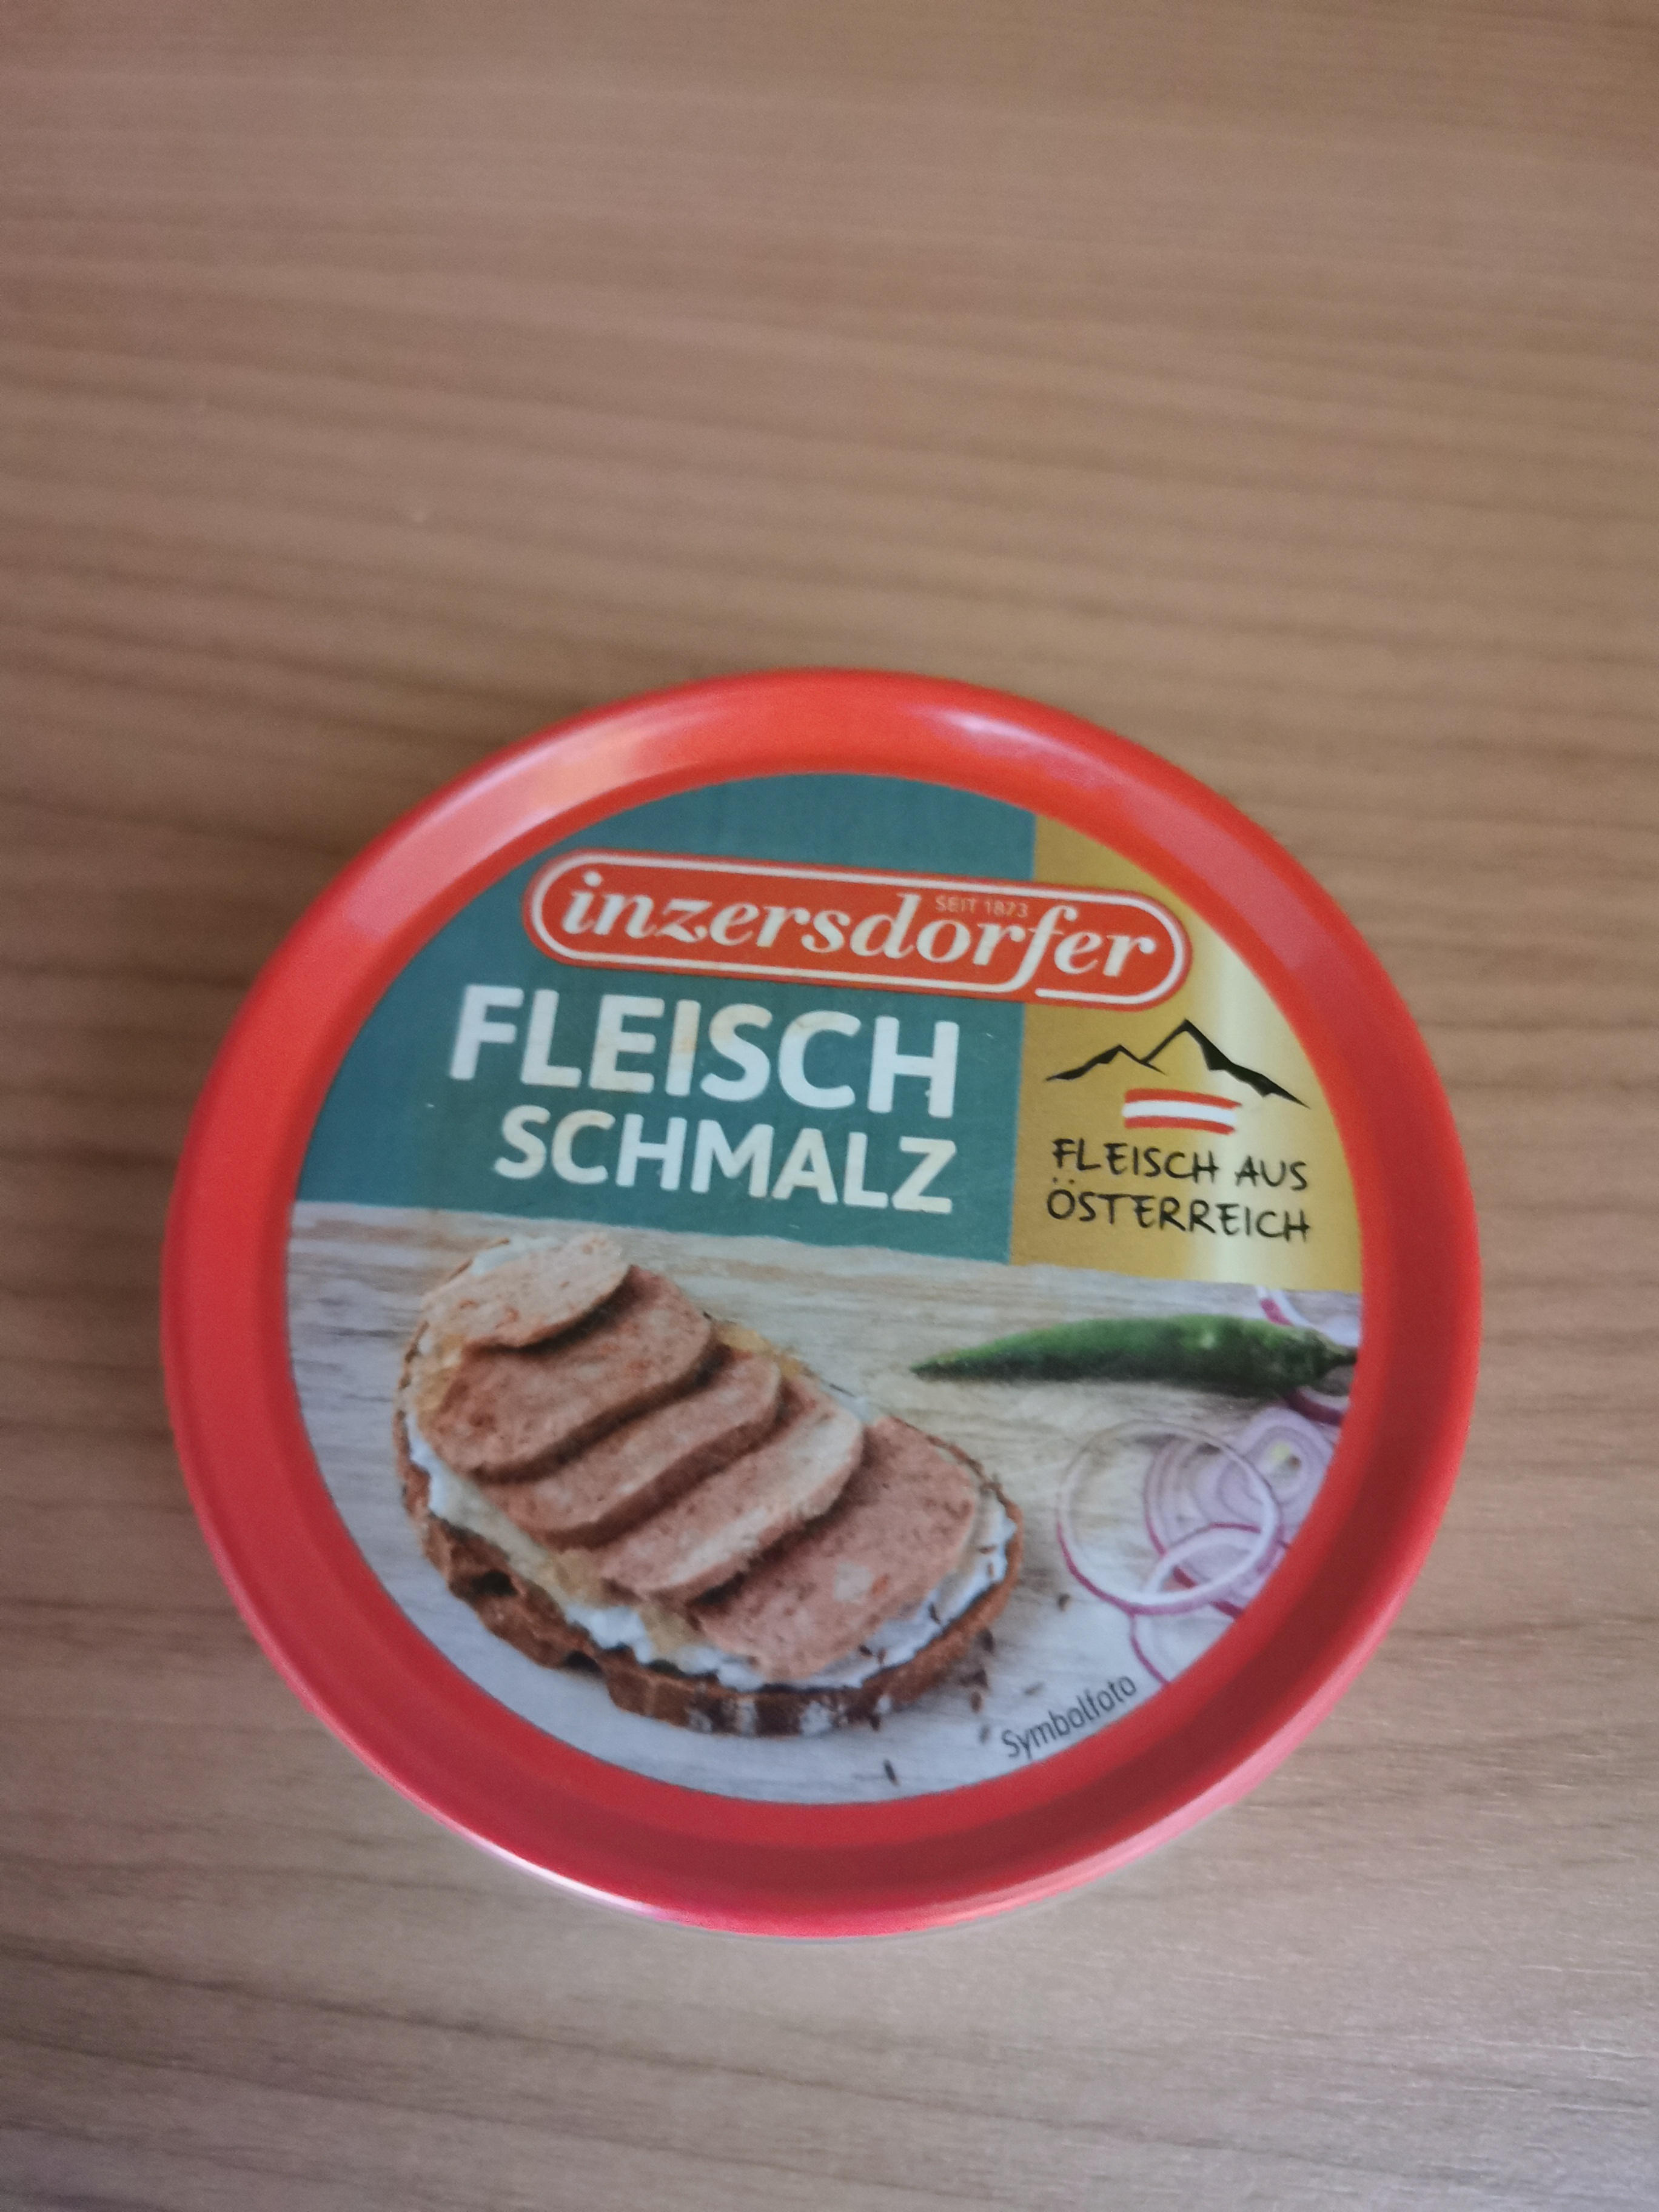 inzersdorfer
SEIT 1873
FLEISCH
SCHMALZ
FLEISCH AUS
ÖSTERREICH
Symbolfoto